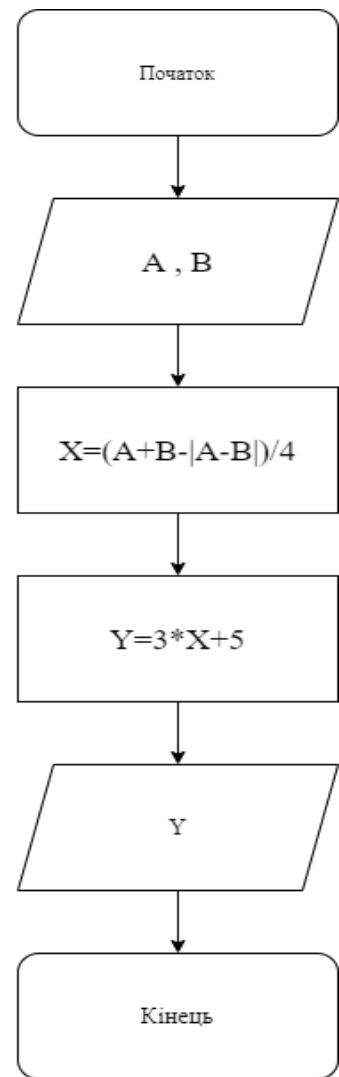 Початок
A , B
X=(A+B-|A-B|)/4
Y=3*X+5
Y
Кінець